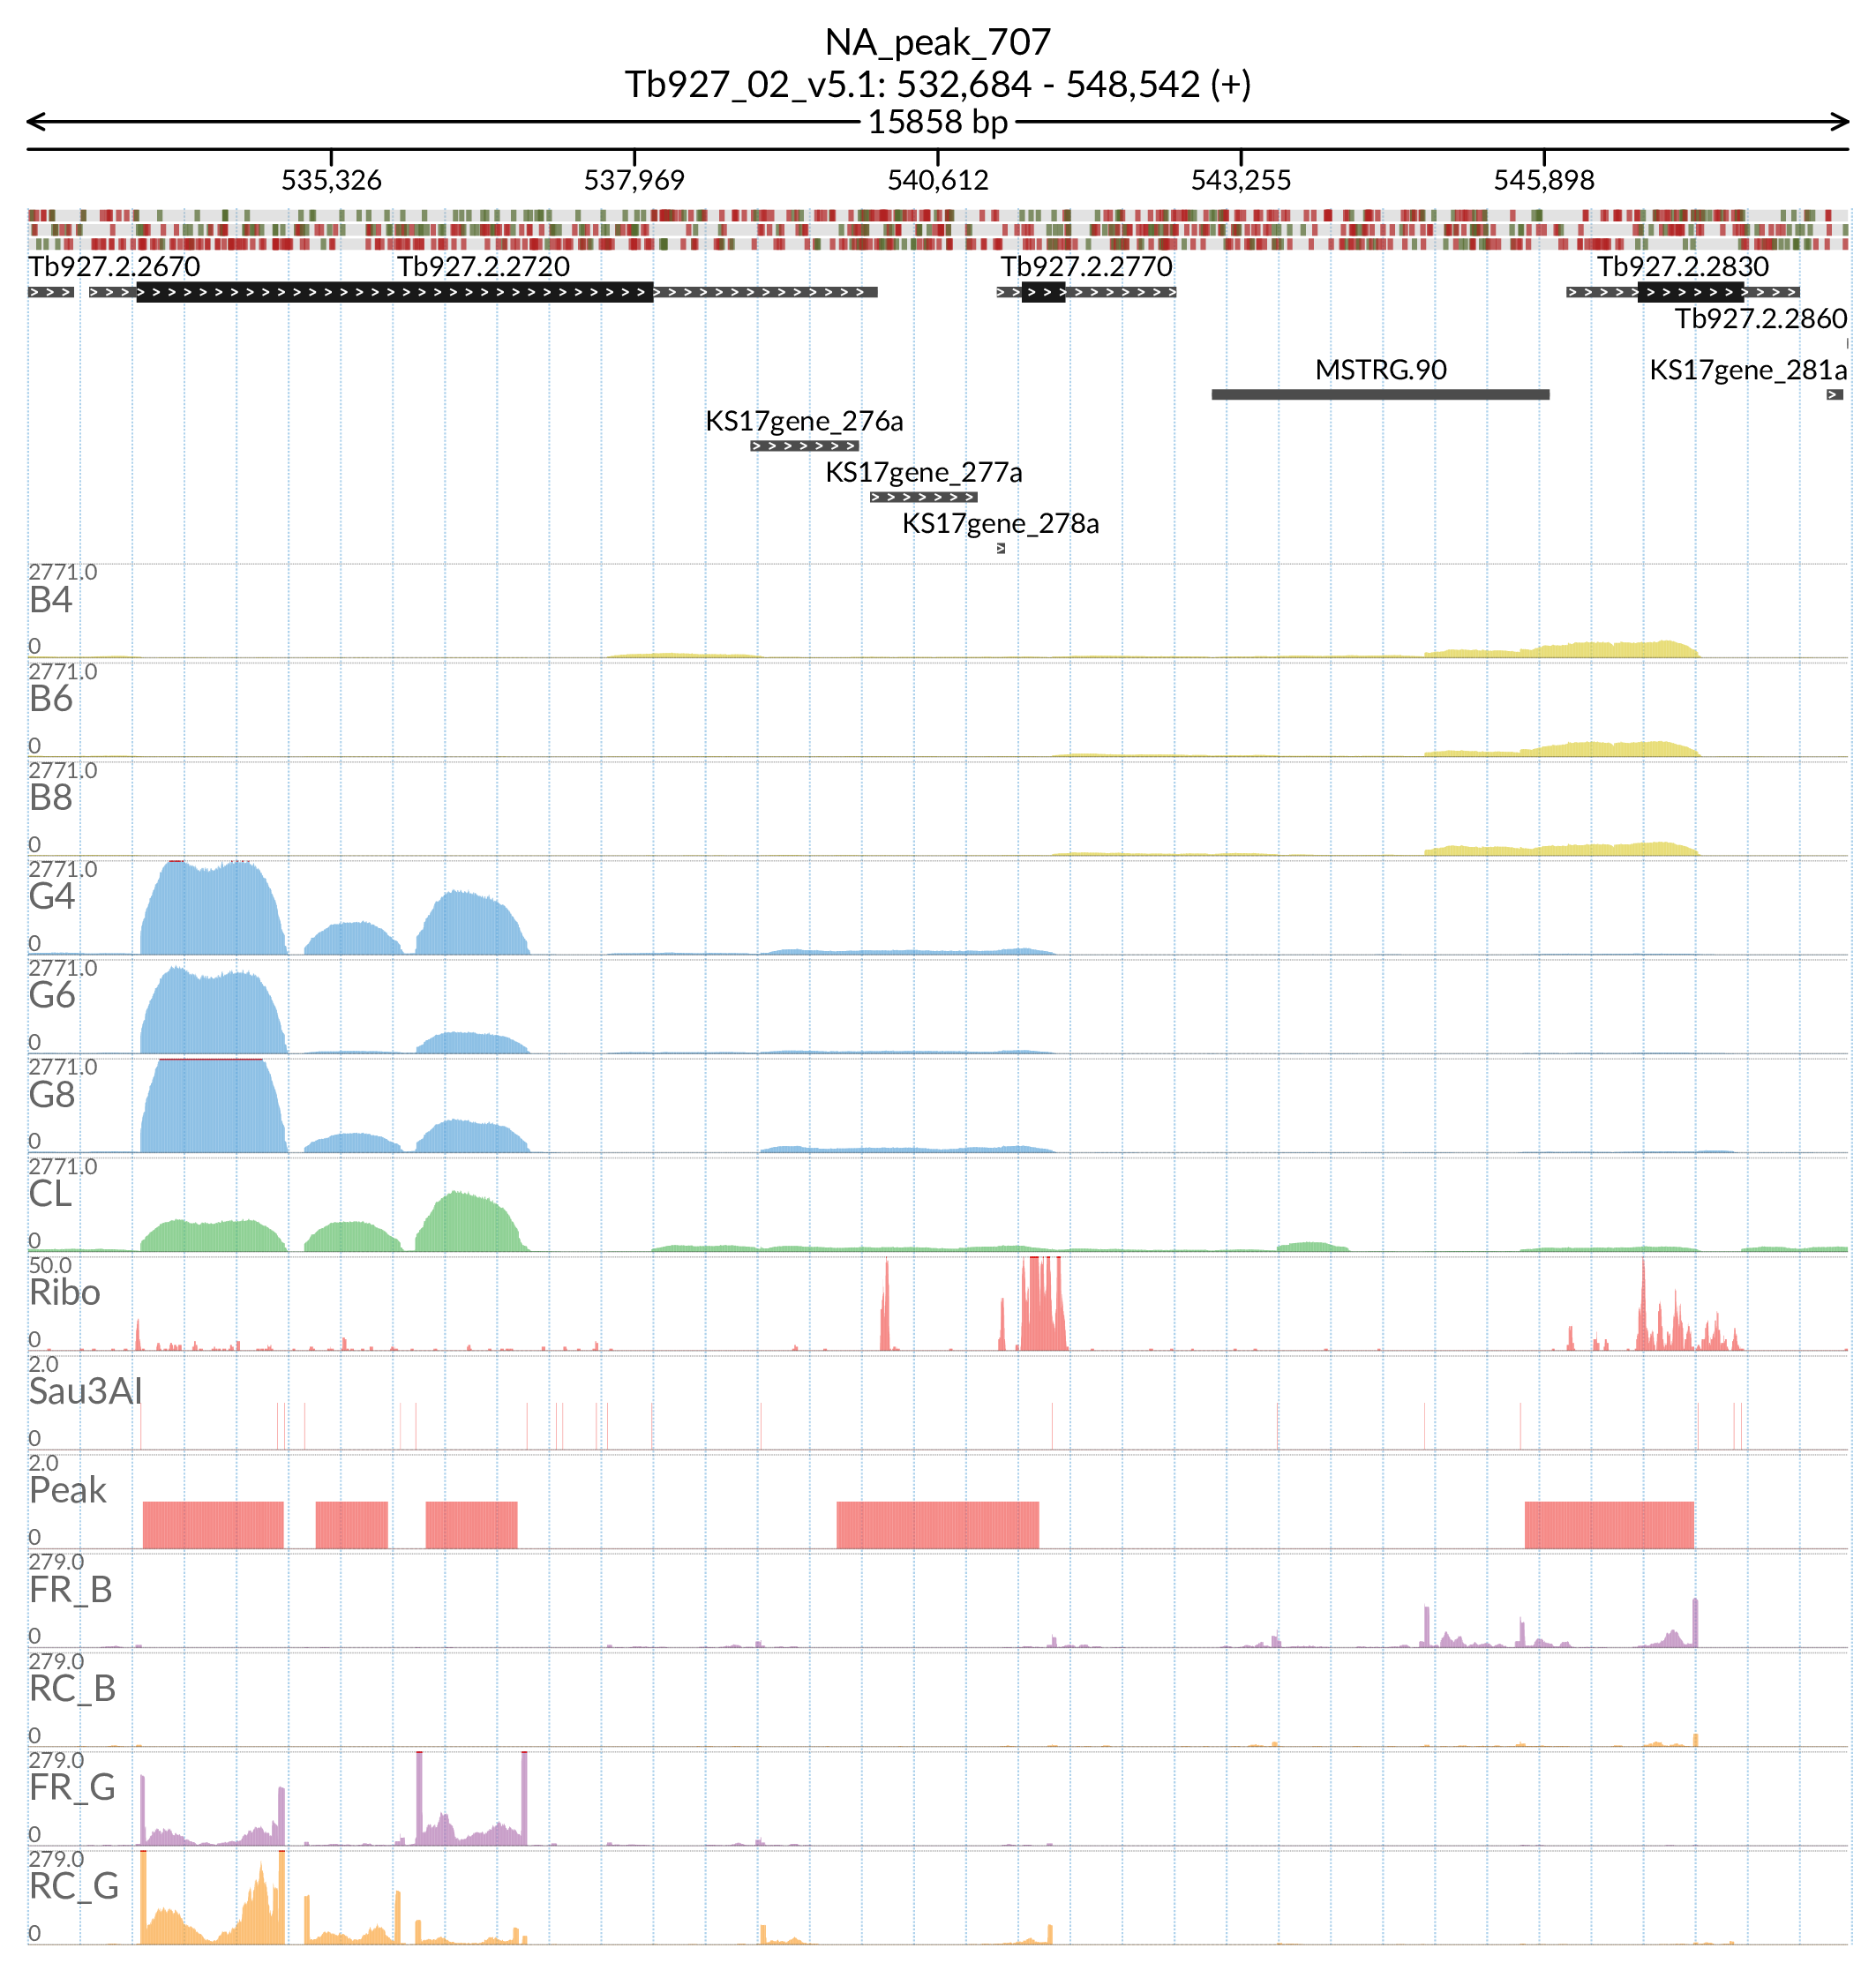 NA_peak_707
Tb927_02_v5.1: 532,684 - 548,542 (+)
15858 bp
535,326 537,969 540,612 543,255 545,898
Tb927.2.2670 Tb927.2.2720 Tb927.2.2770 Tb927.2.2830
Tb927.2.2860
MSTRG.90 KS17gene_281a
KS17gene_276a
KS17gene_277a
KS17gene_278a
2771.0
B4
0
2771.0
B6
0
2771.0
B8
0
2771.0
G4
0
2771.0
G6
0
2771.0
G8
0
2771.0
CL
0
50.0
Ribo
0
2.0
Sau3AI
0
2.0
Peak
0
279.0
FR_B
0
279.0
RC_B
0
279.0
FR_G
0
279.0
RC_G
0